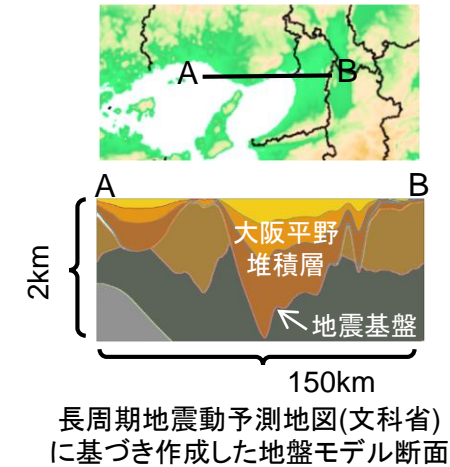 A
B
A
B
2km
大阪平野
堆積層
地震基盤
150km
長周期地震動予測地図(文科省)
に基づき作成した地盤モデル断面